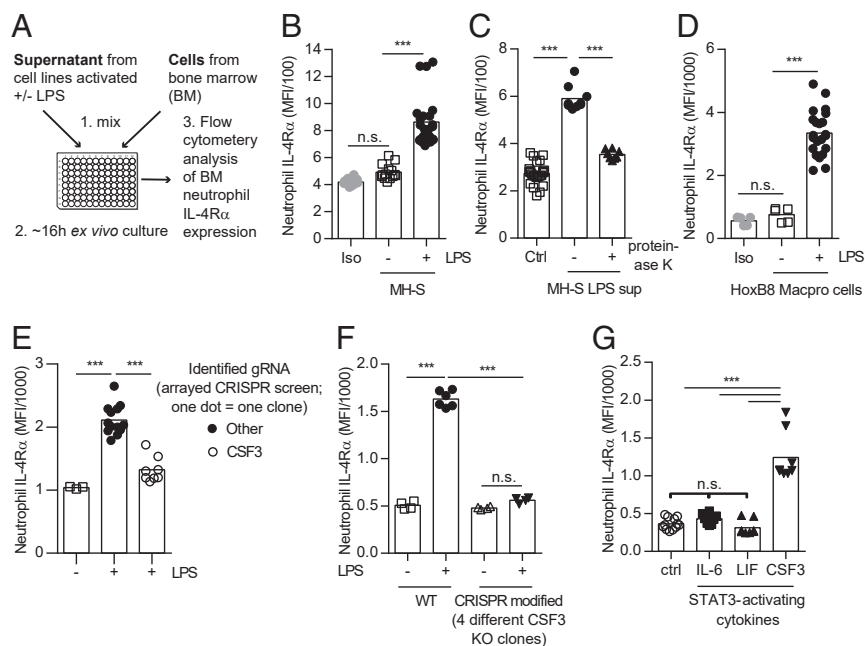 A
Supernatant from
cell lines activated
+/- LPS
Cells from
bone marrow
(BM)
1. mix
3. Flow
cytometery
analysis
of BM
neutrophil
IL-4Rα
expression
2. ~16h ex vivo culture
B
Neutrophil IL-4Rα (MFI/100)
14
12
10
8
6
4
2
0
***
n.s.
Iso - + LPS
MH-S
C
Neutrophil IL-4Rα (MFI/100)
8
6
4
2
0
*** ***
Ctrl - + protein-
ase K
MH-S LPS sup
D
Neutrophil IL-4Rα (MFI/1000)
6
4
2
0
***
n.s.
Iso - + LPS
HoxB8 Macpro cells
E
Neutrophil IL-4Rα (MFI/1000)
3
2
1
0
*** ***
- + + LPS
Identified gRNA
(arrayed CRISPR screen;
one dot = one clone)
Other
CSF3
F
Neutrophil IL-4Rα (MFI/1000)
2.0
1.5
1.0
0.5
0.0
*** ***
n.s.
LPS - + - +
WT CRISPR modified
(4 different CSF3
KO clones)
G
Neutrophil IL-4Rα (MFI/1000)
2.5
2.0
1.5
1.0
0.5
0.0
***
n.s.
ctrl IL-6 LIF CSF3
STAT3-activating
cytokines